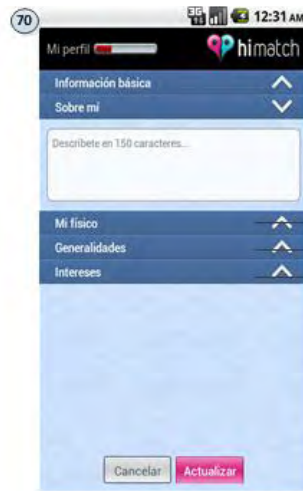 70
3G 12:31 AM
Mi perfil himatch
Información básica
Sobre mí
Descríbete en 150 caracteres...
Mi físico
Generalidades
Intereses
Cancelar Actualizar